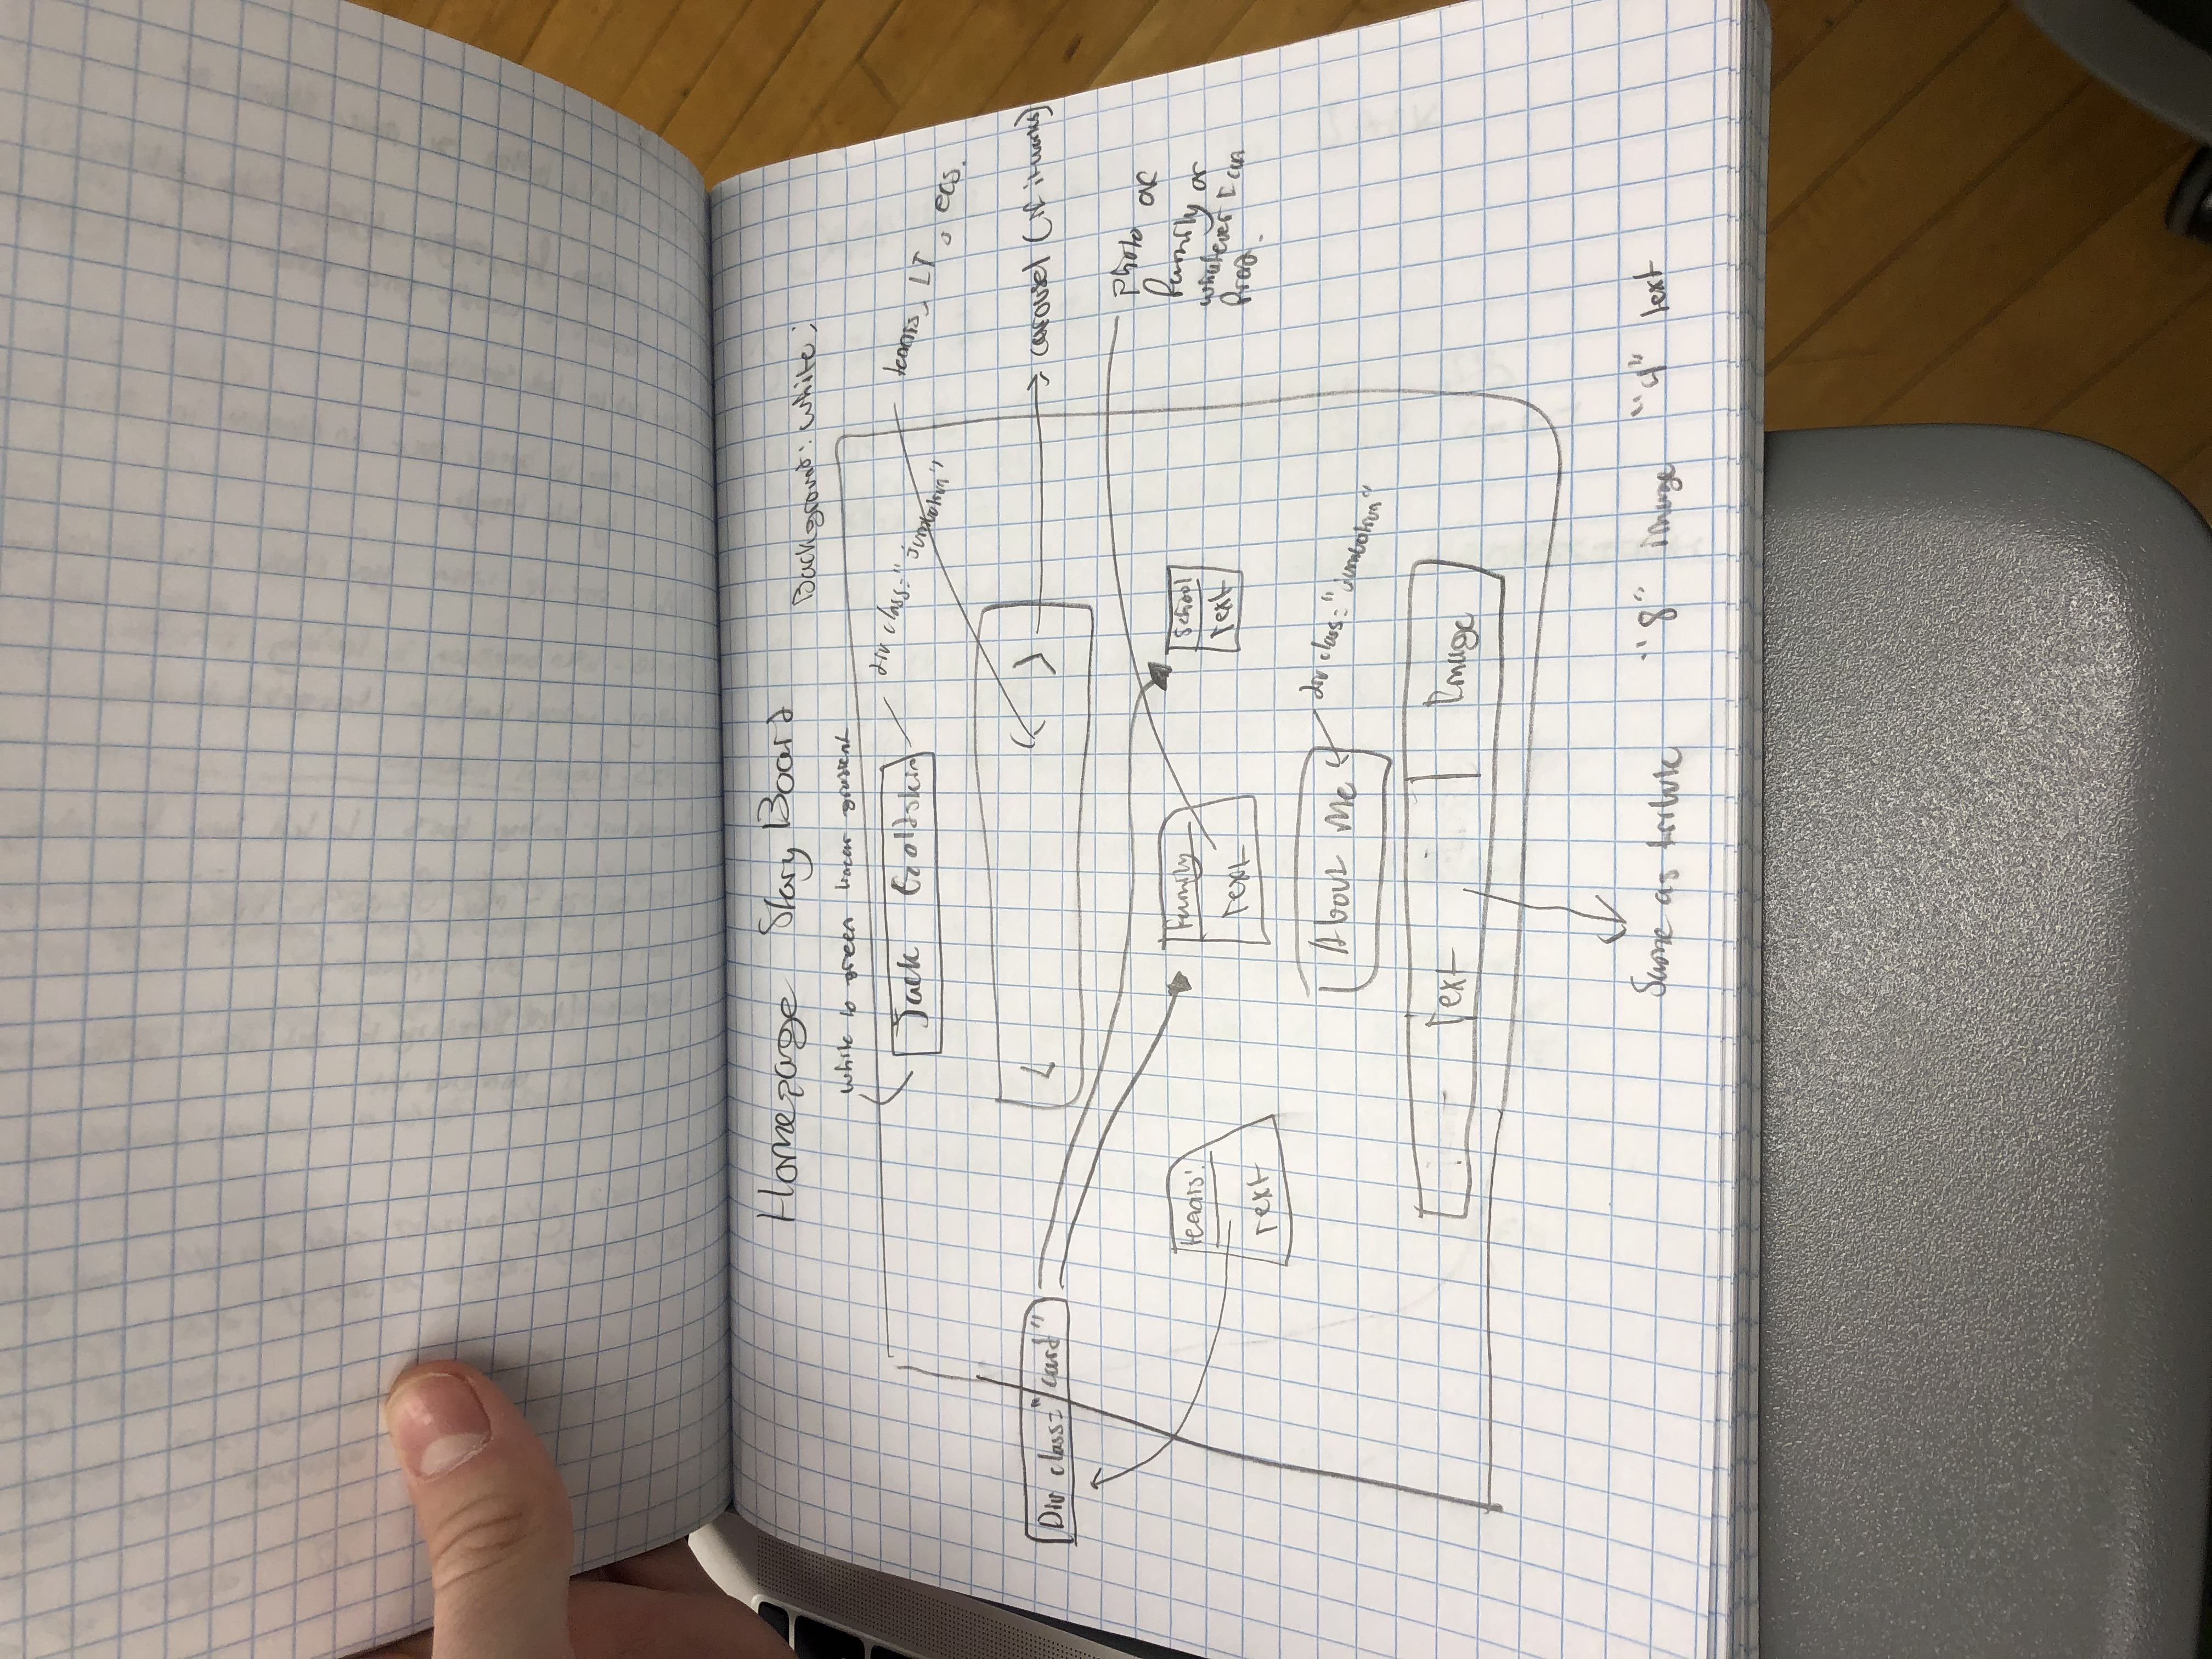 Homepage Story Board
Background: white;
white to green linear gradient
Jack Goldstein
div class="jumbotron"
tennis, LT, ecs.
Div class="card"
carousel (if it works)
Photo of
family or
whatever I can
find.
tennis:
Text
Family
Text
School
Text
About Me
div class="jumbotron"
Text
Image
Same as tribute "8" image "4" text